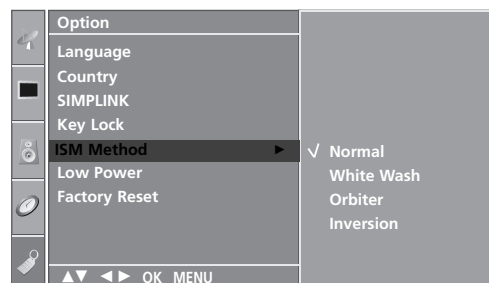 Option
Language
Country
SIMPLINK
Key Lock
ISM Method ►
Low Power
Factory Reset
√ Normal
White Wash
Orbiter
Inversion
▲▼ ◄► OK MENU